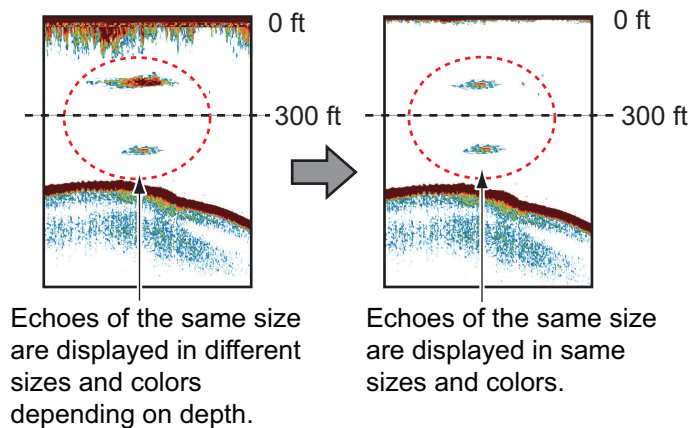 0 ft
0 ft
300 ft
300 ft
Echoes of the same size
are displayed in different
sizes and colors
depending on depth.
Echoes of the same size
are displayed in same
sizes and colors.